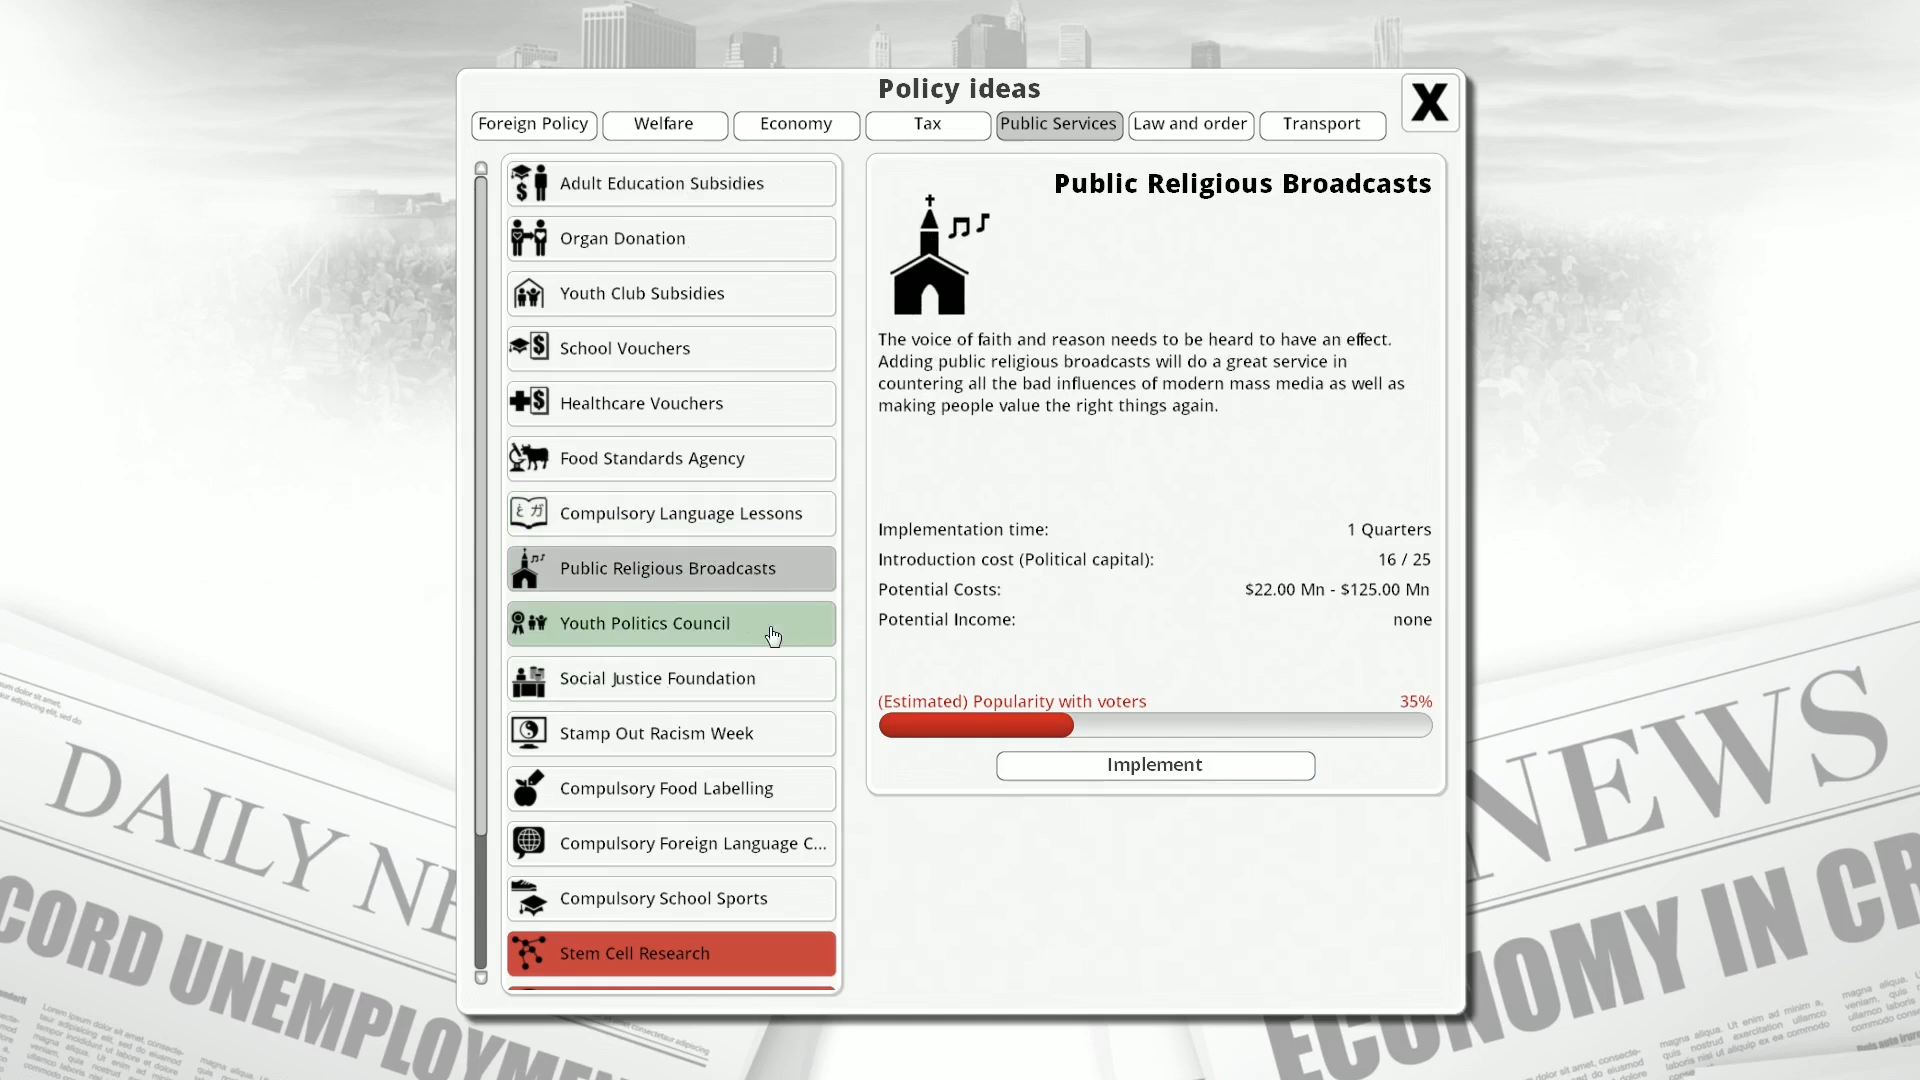 Policy ideas
X
Foreign Policy
Welfare
Economy
Tax
Public Services
Law and order
Transport
Adult Education Subsidies
Organ Donation
Youth Club Subsidies
School Vouchers
Healthcare Vouchers
Food Standards Agency
Compulsory Language Lessons
Public Religious Broadcasts
Youth Politics Council
Social Justice Foundation
Stamp Out Racism Week
Compulsory Food Labelling
Compulsory Foreign Language C...
Compulsory School Sports
Stem Cell Research
Public Religious Broadcasts
The voice of faith and reason needs to be heard to have an effect.
Adding public religious broadcasts will do a great service in
countering all the bad influences of modern mass media as well as
making people value the right things again.
Implementation time: 1 Quarters
Introduction cost (Political capital): 16 / 25
Potential Costs: $22.00 Mn - $125.00 Mn
Potential Income: none
(Estimated) Popularity with voters 35%
Implement
DAILY NE
CORD UNEMPLOYME
NEWS
ECONOMY IN CR